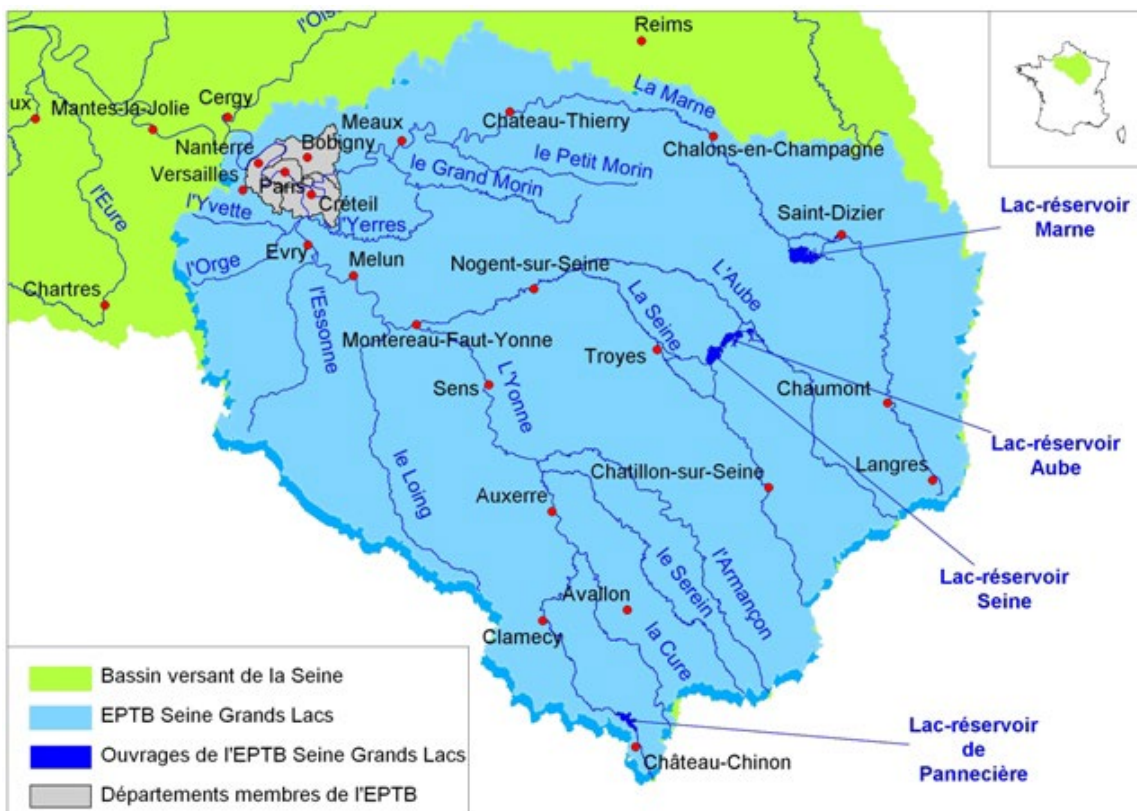 l'Ois
Reims
ux
Mantes-la-Jolie
Cergy
La Marne
Meaux
Château-Thierry
Nanterre
Bobigny
Chalons-en-Champagne
le Petit Morin
Versailles
le Grand Morin
Paris
Créteil
l'Yvette
l'Yerres
l'Eure
Saint-Dizier
Lac-réservoir
Marne
Evry
l'Orge
Melun
Nogent-sur-Seine
L'Aube
Chartres
l'Essonne
La Seine
Montereau-Faut-Yonne
Troyes
Sens
L'Yonne
Chaumont
Lac-réservoir
Aube
le Loing
Chatillon-sur-Seine
Langres
Auxerre
le Serein
l'Armançon
Lac-réservoir
Seine
Avallon
Clamecy
la Cure
Bassin versant de la Seine
EPTB Seine Grands Lacs
Ouvrages de l'EPTB Seine Grands Lacs
Départements membres de l'EPTB
Lac-réservoir
de
Pannecière
Château-Chinon